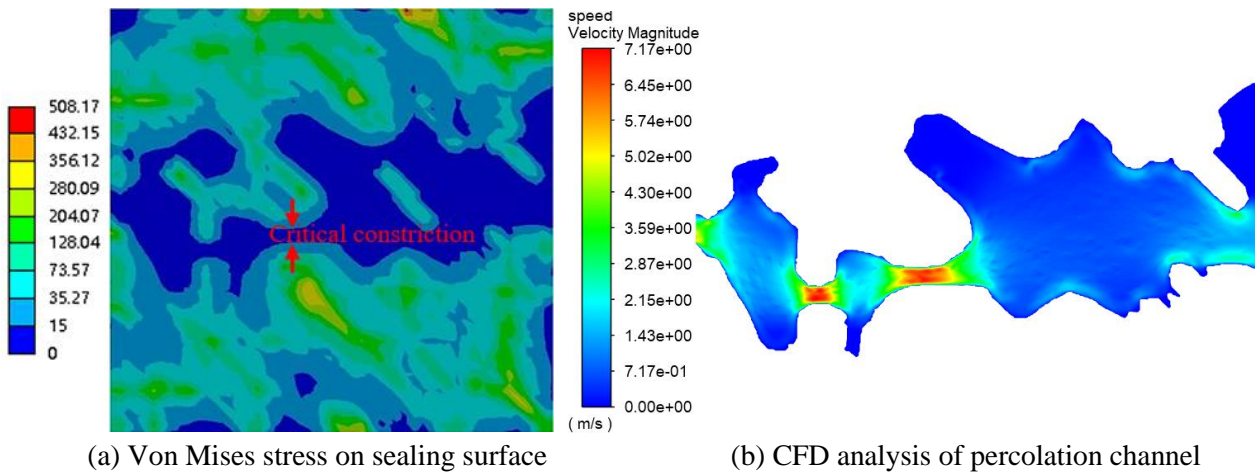 508.17
432.15
356.12
280.09
204.07
128.04
73.57
35.27
15
0
Critical constriction
speed
Velocity Magnitude
7.17e+00
6.45e+00
5.74e+00
5.02e+00
4.30e+00
3.59e+00
2.87e+00
2.15e+00
1.43e+00
7.17e-01
0.00e+00
( m/s )
(a) Von Mises stress on sealing surface
(b) CFD analysis of percolation channel